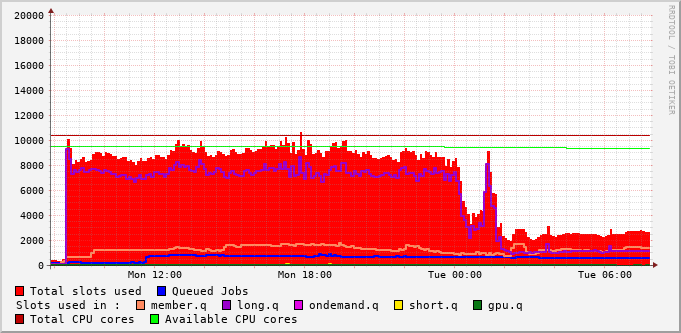 20000
18000
16000
14000
12000
10000
8000
6000
4000
2000
0
Mon 12:00 Mon 18:00 Tue 00:00 Tue 06:00
RRDTOOL / TOBI OETIKER
Total slots used Queued Jobs
Slots used in : member.q long.q ondemand.q short.q gpu.q
Total CPU cores Available CPU cores